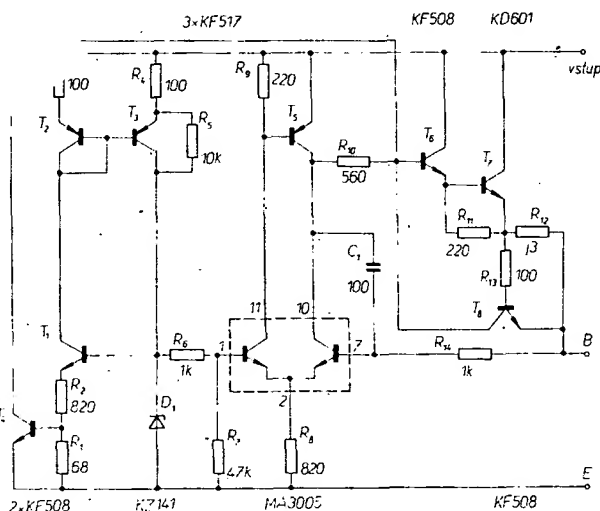 3×KF517 KF508 KD601
vstup
100 R4 100 R9 220
T2 T3 R5 10k T5 T6 T7
R10 560
R11 220 R12
C1 100 R13 100
11 10 T8
T1 R6 1k 1 7 R14 1k B
R2 820 2
D1
R1 68 R7 47k R8 820
E
2×KF508 KZ141 MA3005 KF508